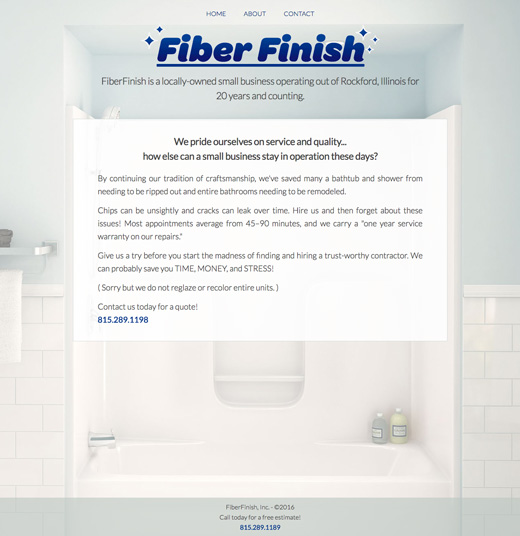 HOME ABOUT CONTACT
Fiber Finish
FiberFinish is a locally-owned small business operating out of Rockford, Illinois for
20 years and counting.
We pride ourselves on service and quality...
how else can a small business stay in operation these days?
By continuing our tradition of craftsmanship, we've saved many a bathtub and shower from
needing to be ripped out and entire bathrooms needing to be remodeled.
Chips can be unsightly and cracks can leak over time. Hire us and then forget about these
issues! Most appointments average from 45–90 minutes, and we carry a "one year service
warranty on our repairs."
Give us a try before you start the madness of finding and hiring a trust-worthy contractor. We
can probably save you TIME, MONEY, and STRESS!
( Sorry but we do not reglaze or recolor entire units. )
Contact us today for a quote!
815.289.1198
FiberFinish, Inc. - ©2016
Call today for a free estimate!
815.289.1189